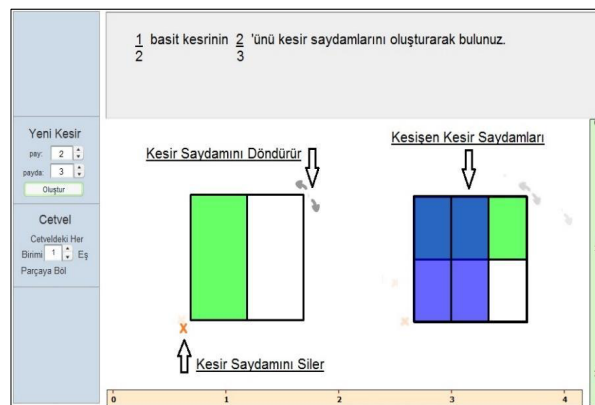 1/2 basit kesrinin 2/3 'ünü kesir saydamlarını oluşturarak bulunuz.
Yeni Kesir
pay: 2
payda: 3
Oluştur
Cetvel
Cetveldeki Her
Birimi 1 Eş
Parçaya Böl
Kesir Saydamını Döndürür
Kesişen Kesir Saydamları
x
Kesir Saydamını Siler
0 1 2 3 4